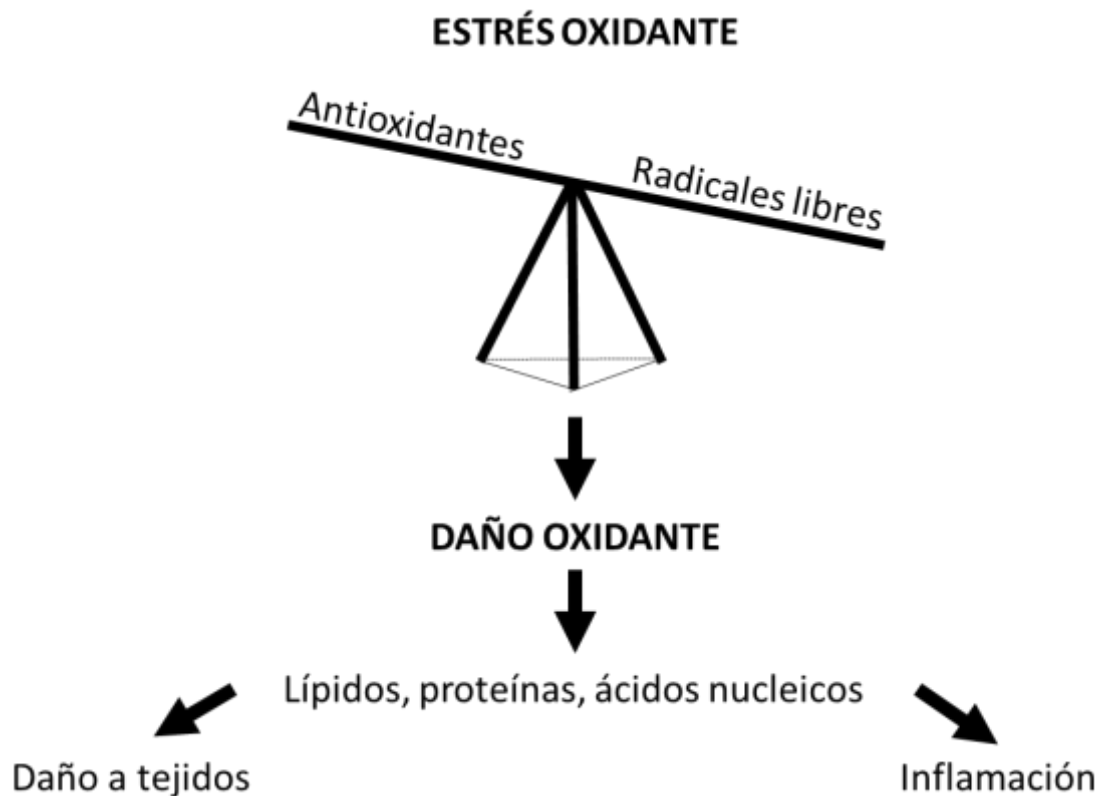 ESTRÉS OXIDANTE
Antioxidantes
Radicales libres
DAÑO OXIDANTE
Lípidos, proteínas, ácidos nucleicos
Daño a tejidos
Inflamación